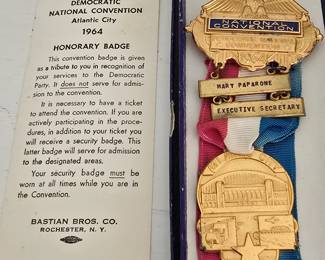 DEMOCRATIC
NATIONAL CONVENTION
Atlantic City
1964
HONORARY BADGE
This convention badge is given
as a tribute to you in recognition of
your services to the Democratic
Party. It does not serve for admis-
sion to the convention.
It is necessary to have a ticket
to attend the convention. If you are
actively participating in the proce-
dures, in addition to your ticket you
will receive a security badge. This
latter badge will serve for admission
to the designated areas.
Your security badge must be
worn at all times while you are
in the Convention.
BASTIAN BROS. CO.
ROCHESTER, N. Y.
NATIONAL
CONVENTION
MARY PAPARONE
EXECUTIVE SECRETARY